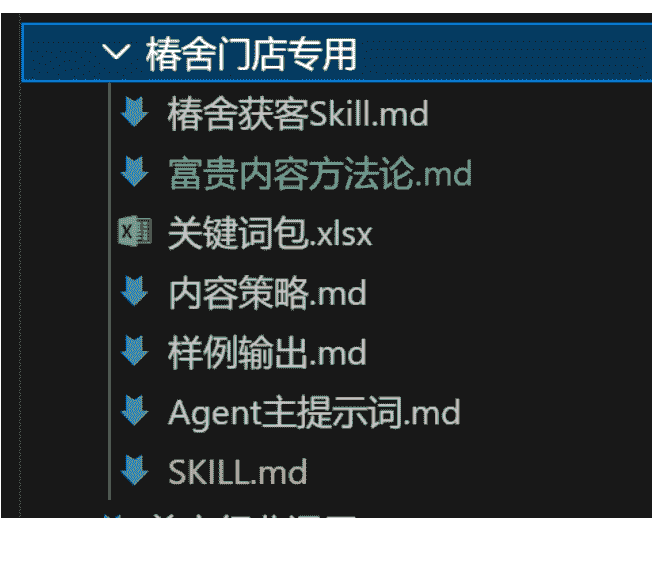 椿舍门店专用
椿舍获客Skill.md
富贵内容方法论.md
关键词包.xlsx
内容策略.md
样例输出.md
Agent主提示词.md
SKILL.md